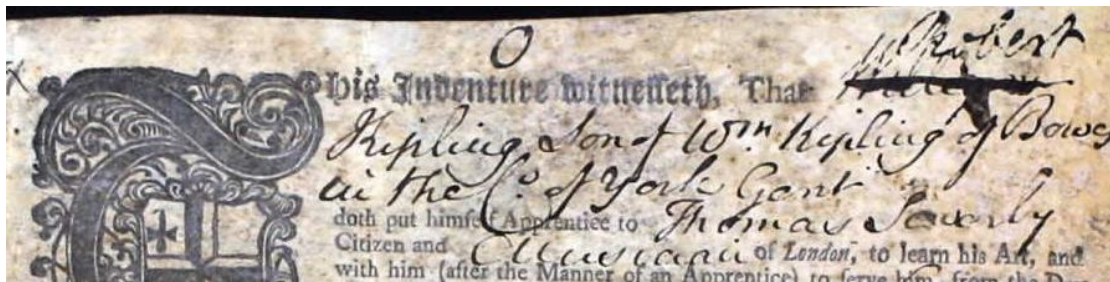 O
Robert
This Indenture witnesseth, That
Kipling Son of Wm. Kipling of Bowes
in the Co. of York Gent
doth put himself Apprentice to Thomas
Citizen and Musician of London, to learn his Art, and
with him (after the Manner of an Apprentice) to serve him, from the